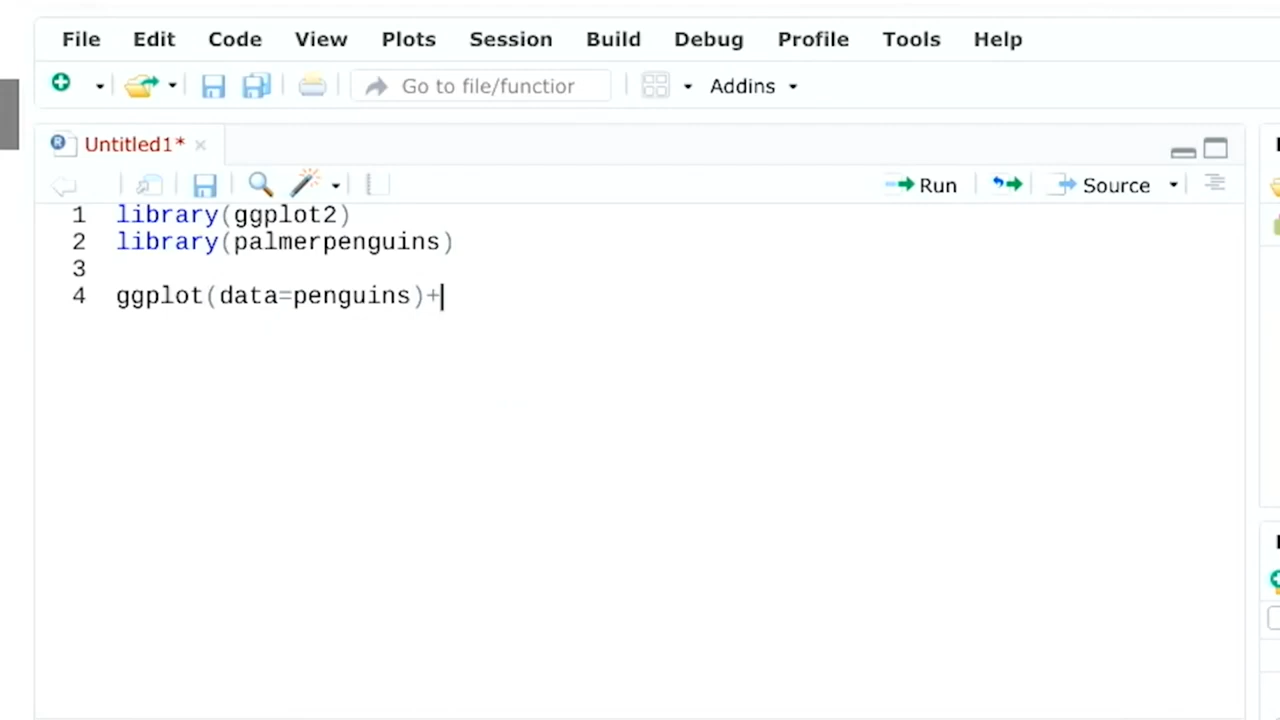 File Edit Code View Plots Session Build Debug Profile Tools Help
Go to file/functior Addins
Untitled1*
Run Source
1 library(ggplot2)
2 library(palmerpenguins)
3
4 ggplot(data=penguins)+